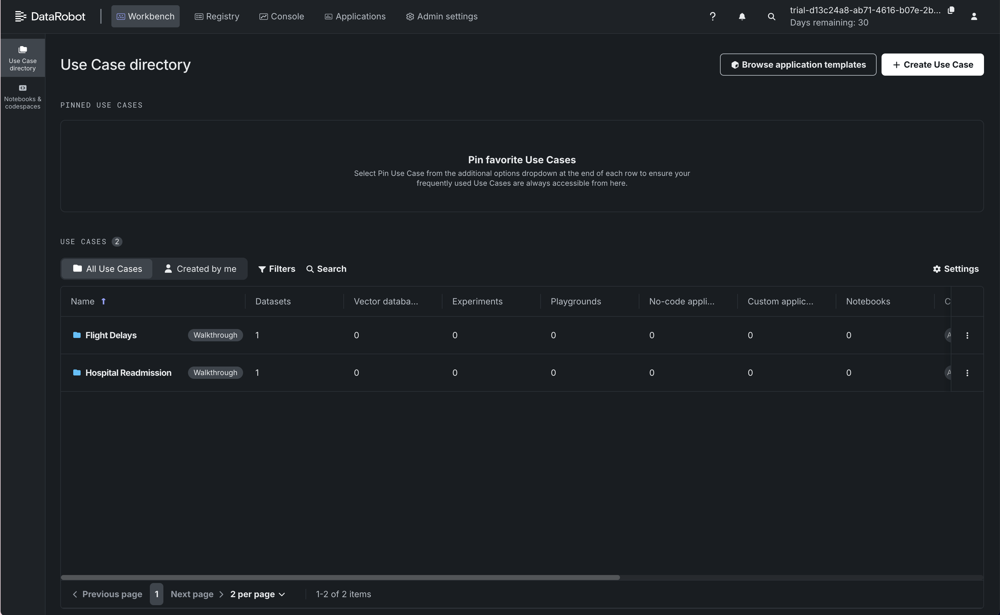 DataRobot
Workbench
Registry
Console
Applications
Admin settings
?
trial-d13c24a8-ab71-4616-b07e-2b...
Days remaining: 30
Use Case
directory
Notebooks &
codespaces
Use Case directory
Browse application templates
+ Create Use Case
PINNED USE CASES
Pin favorite Use Cases
Select Pin Use Case from the additional options dropdown at the end of each row to ensure your
frequently used Use Cases are always accessible from here.
USE CASES 2
All Use Cases
Created by me
Filters
Search
Settings
Name Datasets Vector databa... Experiments Playgrounds No-code appli... Custom applic... Notebooks C
Flight Delays Walkthrough 1 0 0 0 0 0 0 A
Hospital Readmission Walkthrough 1 0 0 0 0 0 0 A
Previous page 1 Next page 2 per page 1-2 of 2 items